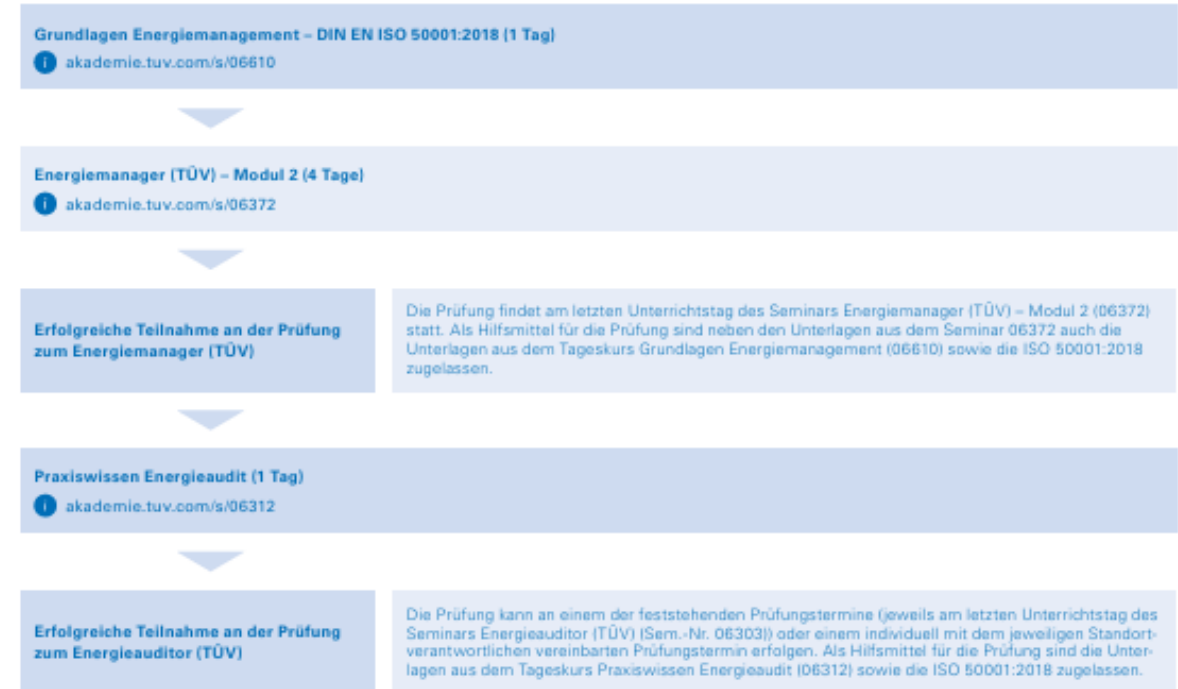 Grundlagen Energiemanagement – DIN EN ISO 50001:2018 (1 Tag)
i akademie.tuv.com/s/06610
Energiemanager (TÜV) – Modul 2 (4 Tage)
i akademie.tuv.com/s/06372
Erfolgreiche Teilnahme an der Prüfung
zum Energiemanager (TÜV)
Die Prüfung findet am letzten Unterrichtstag des Seminars Energiemanager (TÜV) – Modul 2 (06372)
statt. Als Hilfsmittel für die Prüfung sind neben den Unterlagen aus dem Seminar 06372 auch die
Unterlagen aus dem Tageskurs Grundlagen Energiemanagement (06610) sowie die ISO 50001:2018
zugelassen.
Praxiswissen Energieaudit (1 Tag)
i akademie.tuv.com/s/06312
Erfolgreiche Teilnahme an der Prüfung
zum Energieauditor (TÜV)
Die Prüfung kann an einem der feststehenden Prüfungstermine (jeweils am letzten Unterrichtstag des
Seminars Energieauditor (TÜV) (Sem.-Nr. 06303)) oder einem individuell mit dem jeweiligen Standort-
verantwortlichen vereinbarten Prüfungstermin erfolgen. Als Hilfsmittel für die Prüfung sind die Unter-
lagen aus dem Tageskurs Praxiswissen Energieaudit (06312) sowie die ISO 50001:2018 zugelassen.